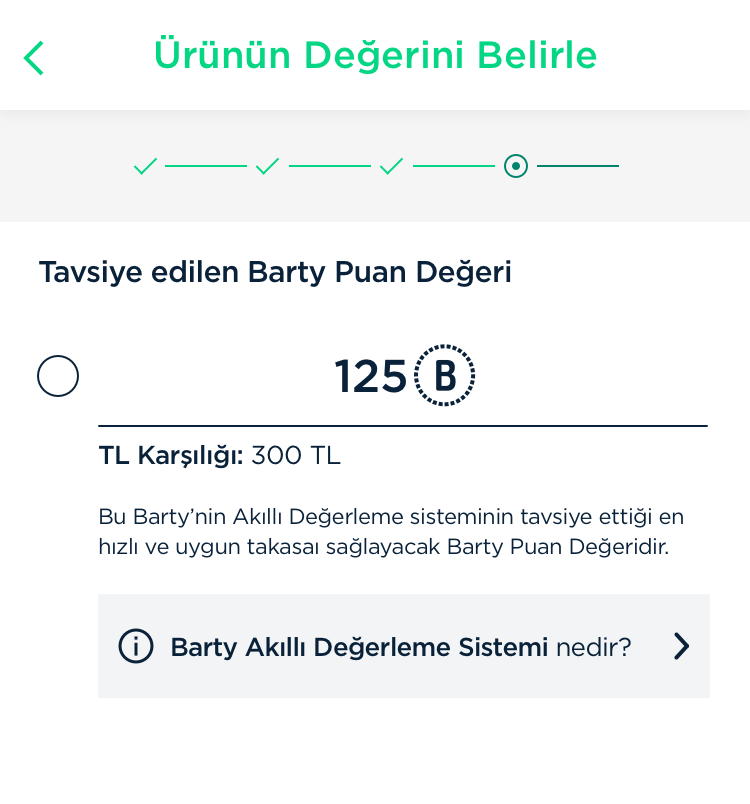 Ürünün Değerini Belirle
Tavsiye edilen Barty Puan Değeri
125 B
TL Karşılığı: 300 TL
Bu Barty’nin Akıllı Değerleme sisteminin tavsiye ettiği en
hızlı ve uygun takasaı sağlayacak Barty Puan Değeridir.
Barty Akıllı Değerleme Sistemi nedir?